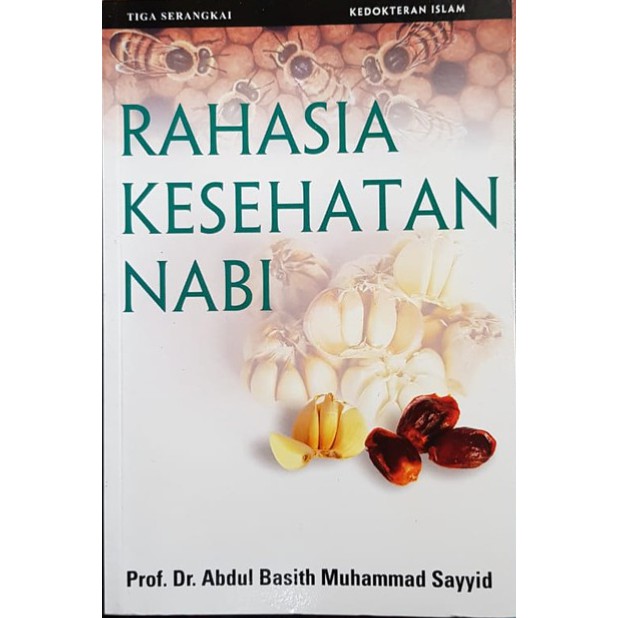 TIGA SERANGKAI
KEDOKTERAN ISLAM
RAHASIA
KESEHATAN
NABI
Prof. Dr. Abdul Basith Muhammad Sayyid